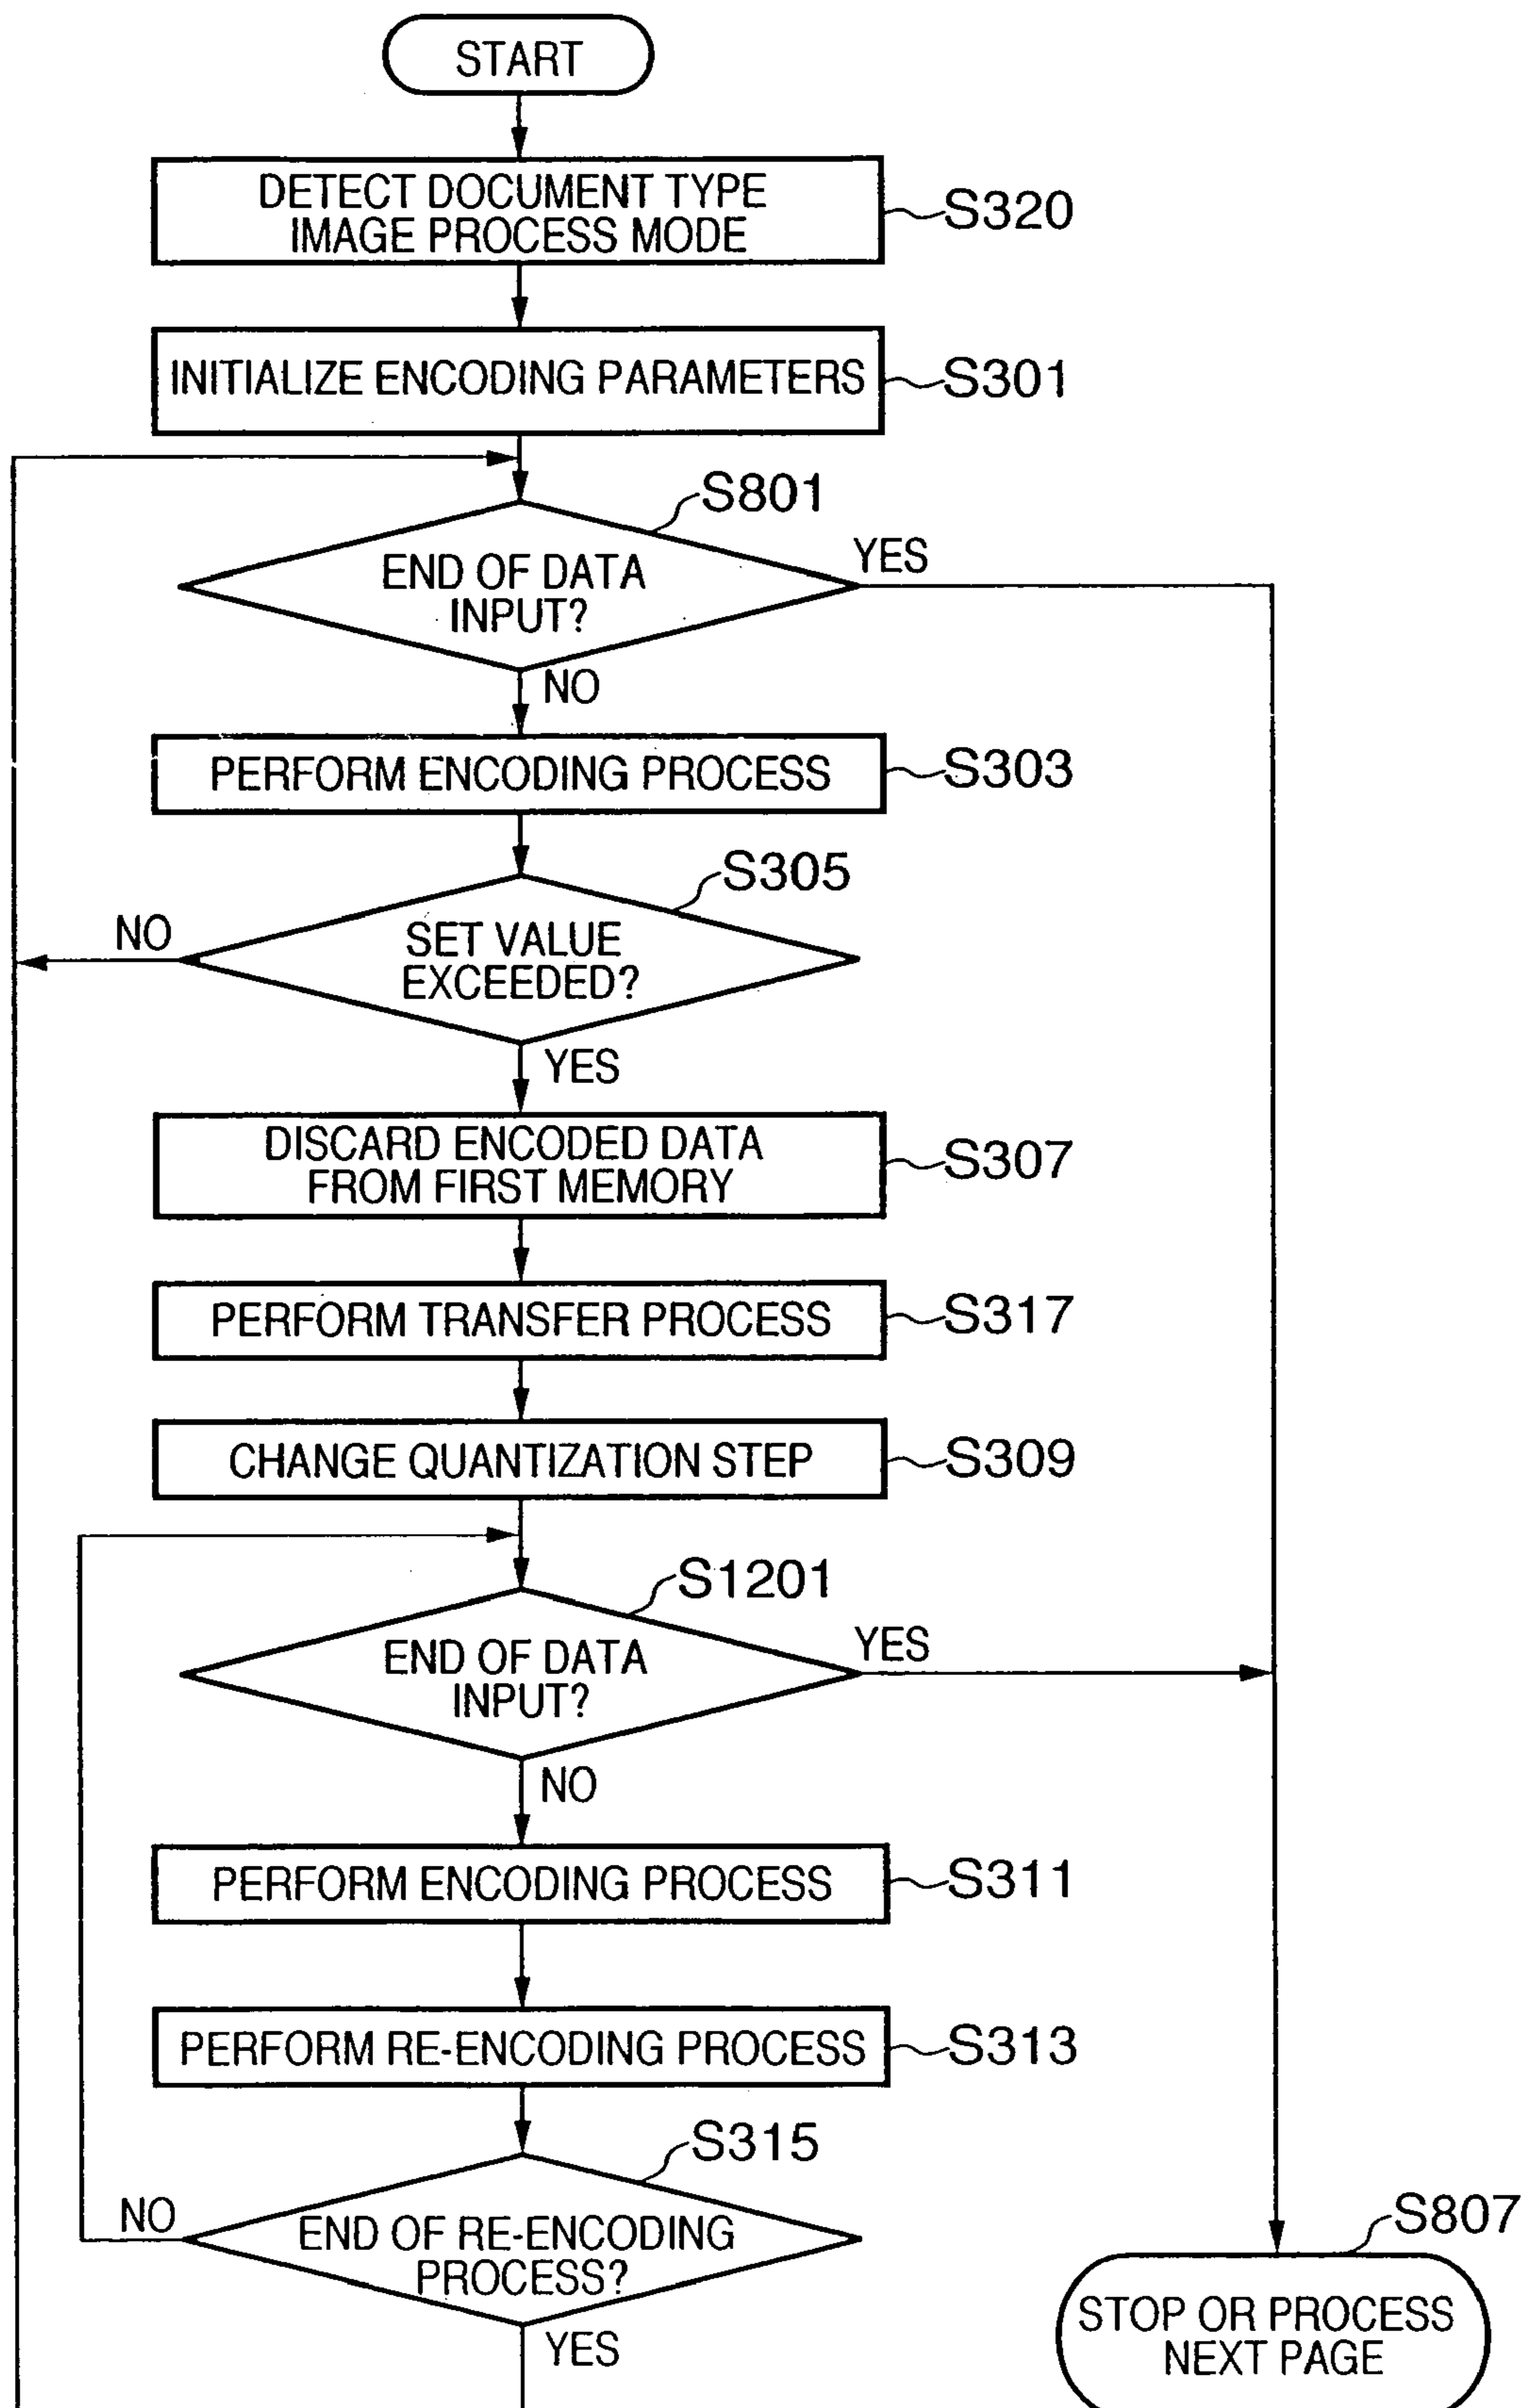 START
DETECT DOCUMENT TYPE
IMAGE PROCESS MODE
S320
INITIALIZE ENCODING PARAMETERS
S301
S801
END OF DATA
INPUT?
YES
NO
PERFORM ENCODING PROCESS
S303
S305
SET VALUE
EXCEEDED?
NO
YES
DISCARD ENCODED DATA
FROM FIRST MEMORY
S307
PERFORM TRANSFER PROCESS
S317
CHANGE QUANTIZATION STEP
S309
S1201
END OF DATA
INPUT?
YES
NO
PERFORM ENCODING PROCESS
S311
PERFORM RE-ENCODING PROCESS
S313
S315
END OF RE-ENCODING
PROCESS?
NO
YES
S807
STOP OR PROCESS
NEXT PAGE